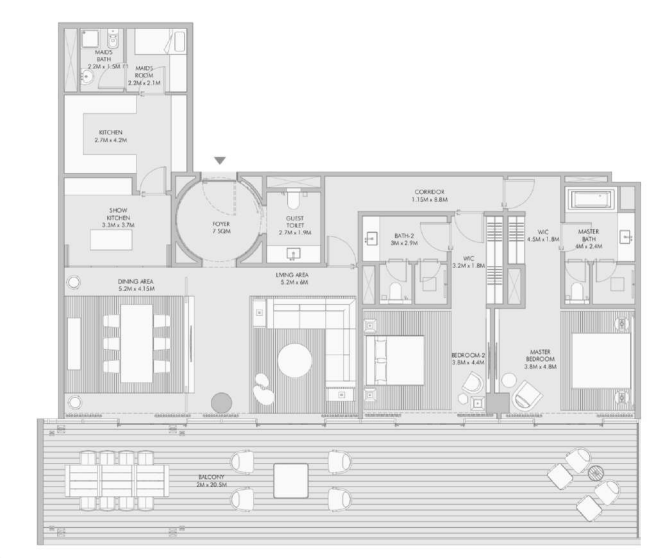 MAID'S
BATH
2.2M x 1.5M
MAID'S
ROOM
2.2M x 2.1M
KITCHEN
2.7M x 4.2M
SHOW
KITCHEN
3.3M x 3.7M
FOYER
7 SQM
GUEST
TOILET
2.7M x 1.9M
CORRIDOR
1.15M x 8.8M
BATH-2
3M x 2.9M
WIC
3.2M x 1.8M
WIC
4.5M x 1.8M
MASTER
BATH
4M x 2.4M
DINING AREA
5.2M x 4.15M
LIVING AREA
5.2M x 6M
BEDROOM-2
3.8M x 4.4M
MASTER
BEDROOM
3.8M x 4.8M
BALCONY
3M x 20.5M